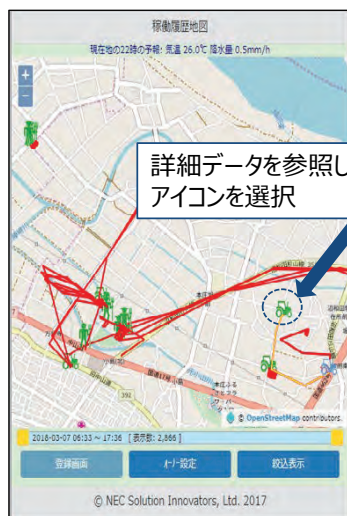 稼働履歴地図
現在地の22時の予報: 気温 26.0℃ 降水量 0.5mm/h
+
−
詳細データを参照し
アイコンを選択
392
© OpenStreetMap contributors.
2018-03-07 06:33 ～ 17:36 [ 表示数: 2,866 ]
登録画面
オーナー設定
絞込表示
© NEC Solution Innovators, Ltd. 2017